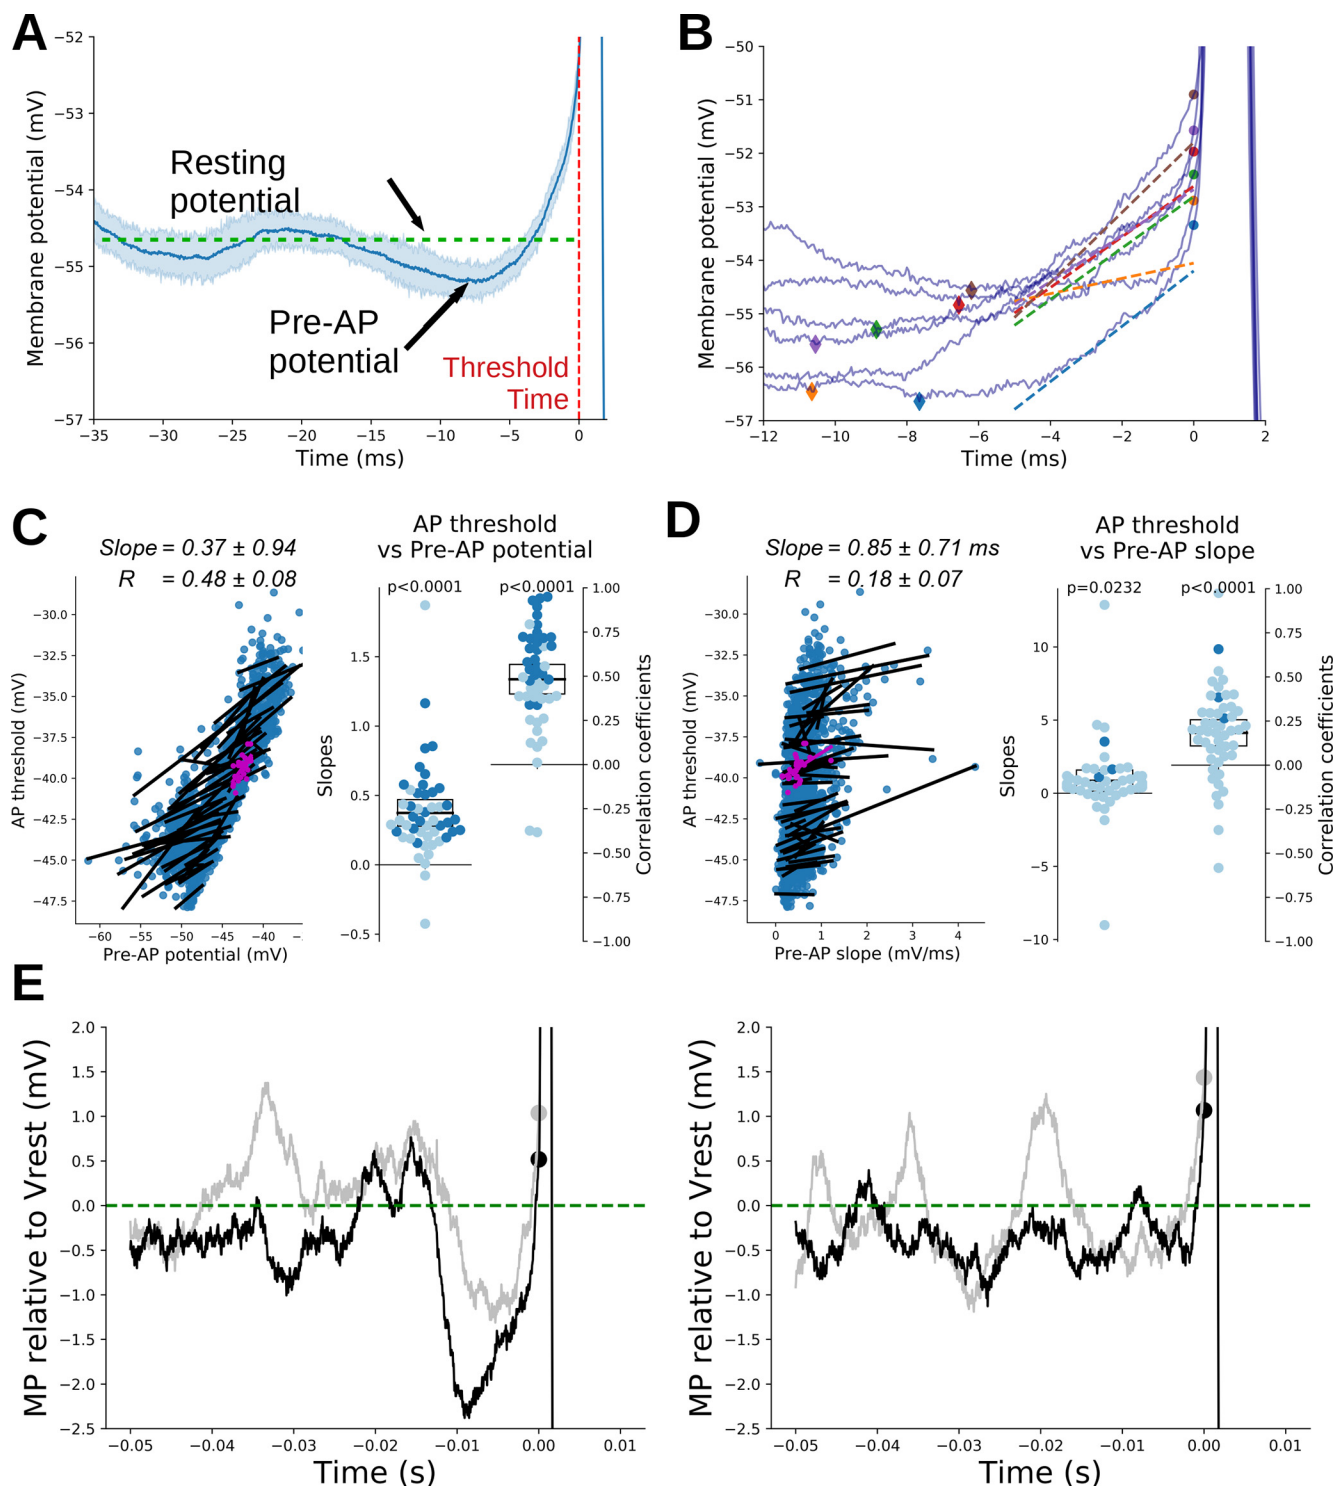 A
−52
−53
−54
−55
−56
−57
Membrane potential (mV)
Resting
potential
Pre-AP
potential
Threshold
Time
−35 −30 −25 −20 −15 −10 −5 0
Time (ms)
B
−50
−51
−52
−53
−54
−55
−56
−57
Membrane potential (mV)
−12 −10 −8 −6 −4 −2 0 2
Time (ms)
C
Slope = 0.37 ± 0.94
R = 0.48 ± 0.08
−30.0
−32.5
−35.0
−37.5
−40.0
−42.5
−45.0
−47.5
AP threshold (mV)
−60 −55 −50 −45 −40
Pre-AP potential (mV)
AP threshold
vs Pre-AP potential
p<0.0001 p<0.0001
1.5
1.0
0.5
0.0
−0.5
Slopes
1.00
0.75
0.50
0.25
0.00
−0.25
−0.50
−0.75
−1.00
Correlation coefficients
D
Slope = 0.85 ± 0.71 ms
R = 0.18 ± 0.07
−30.0
−32.5
−35.0
−37.5
−40.0
−42.5
−45.0
−47.5
AP threshold (mV)
0 1 2 3 4
Pre-AP slope (mV/ms)
AP threshold
vs Pre-AP slope
p=0.0232 p<0.0001
10
5
0
−5
−10
Slopes
1.00
0.75
0.50
0.25
0.00
−0.25
−0.50
−0.75
−1.00
Correlation coefficients
E
2.0
1.5
1.0
0.5
0.0
−0.5
−1.0
−1.5
−2.0
−2.5
MP relative to Vrest (mV)
−0.05 −0.04 −0.03 −0.02 −0.01 0.00 0.01
Time (s)
2.0
1.5
1.0
0.5
0.0
−0.5
−1.0
−1.5
−2.0
−2.5
MP relative to Vrest (mV)
−0.05 −0.04 −0.03 −0.02 −0.01 0.00 0.01
Time (s)